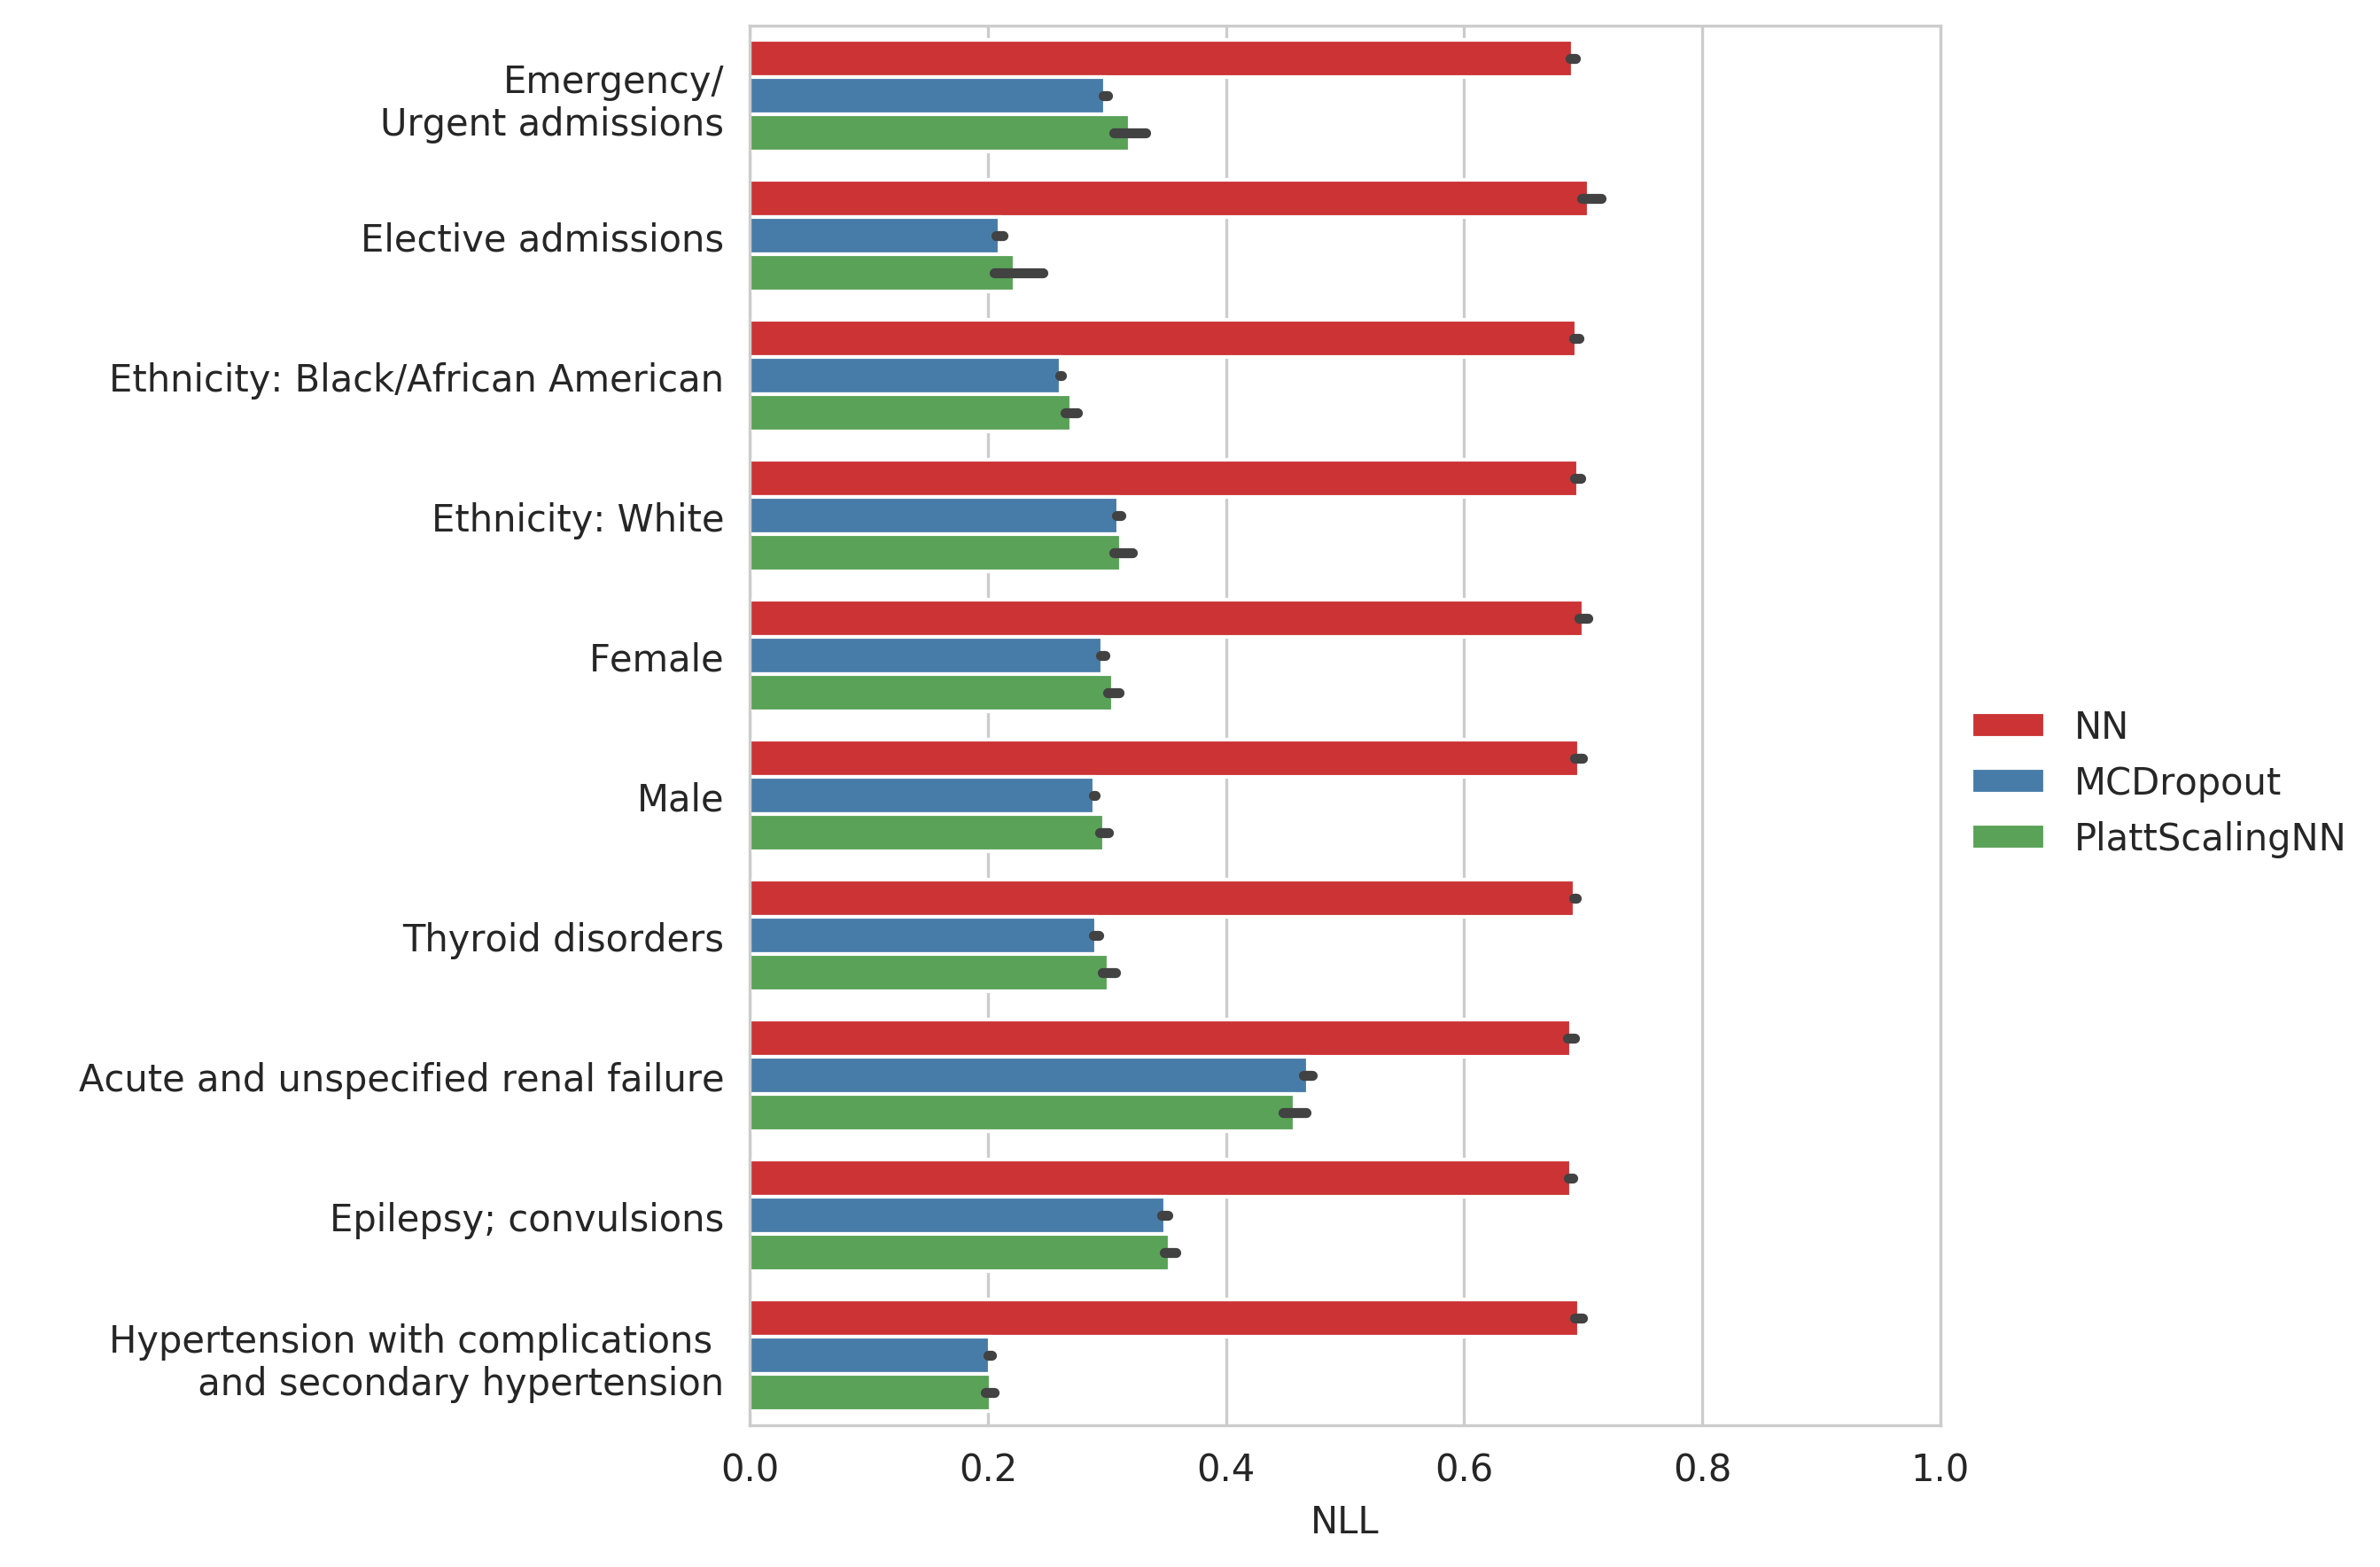 Emergency/
Urgent admissions
Elective admissions
Ethnicity: Black/African American
Ethnicity: White
Female
Male
Thyroid disorders
Acute and unspecified renal failure
Epilepsy; convulsions
Hypertension with complications
and secondary hypertension
0.0 0.2 0.4 0.6 0.8 1.0
NLL
NN
MCDropout
PlattScalingNN